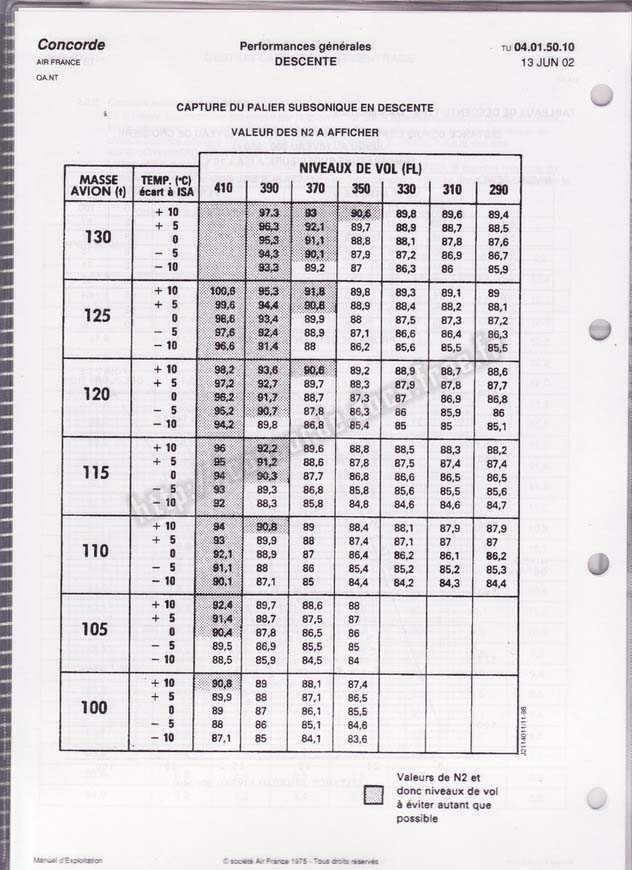 Concorde
AIR FRANCE
OA.NT
Performances générales
DESCENTE
TU 04.01.50.10
13 JUN 02
CAPTURE DU PALIER SUBSONIQUE EN DESCENTE
VALEUR DES N2 A AFFICHER
MASSE AVION (t) TEMP. (°C) écart à ISA NIVEAUX DE VOL (FL)
410 390 370 350 330 310 290
130
+ 10 97,3 93 90,6 89,8 89,6 89,4
+ 5 96,3 92,1 89,7 88,9 88,7 88,5
0 95,3 91,1 88,8 88,1 87,8 87,6
- 5 94,3 90,1 87,9 87,2 86,9 86,7
- 10 93,3 89,2 87 86,3 86 85,9
125
+ 10 100,6 95,3 91,8 89,8 89,3 89,1 89
+ 5 99,6 94,4 90,8 88,9 88,4 88,2 88,1
0 98,6 93,4 89,9 88 87,5 87,3 87,2
- 5 97,6 92,4 88,9 87,1 86,6 86,4 86,3
- 10 96,6 91,4 88 86,2 85,6 85,5 85,5
120
+ 10 98,2 93,6 90,6 89,2 88,9 88,7 88,6
+ 5 97,2 92,7 89,7 88,3 87,9 87,8 87,7
0 96,2 91,7 88,7 87,3 87 86,9 86,8
- 5 95,2 90,7 87,8 86,3 86 85,9 86
- 10 94,2 89,8 86,8 85,4 85 85 85,1
115
+ 10 96 92,2 89,6 88,8 88,5 88,3 88,2
+ 5 95 91,2 88,6 87,8 87,5 87,4 87,4
0 94 90,3 87,7 86,8 86,6 86,5 86,5
- 5 93 89,3 86,8 85,8 85,6 85,5 85,6
- 10 92 88,3 85,8 84,8 84,6 84,6 84,7
110
+ 10 94 90,8 89 88,4 88,1 87,9 87,9
+ 5 93 89,9 88 87,4 87,1 87 87
0 92,1 88,9 87 86,4 86,2 86,1 86,2
- 5 91,1 88 86 85,4 85,2 85,2 85,3
- 10 90,1 87,1 85 84,4 84,2 84,3 84,4
105
+ 10 92,4 89,7 88,6 88
+ 5 91,4 88,7 87,5 87
0 90,4 87,8 86,5 86
- 5 89,5 86,9 85,5 85
- 10 88,5 85,9 84,5 84
100
+ 10 90,8 89 88,1 87,4
+ 5 89,9 88 87,1 86,5
0 89 87 86,1 85,5
- 5 88 86 85,1 84,6
- 10 87,1 85 84,1 83,6
J2114011/11-98
Valeurs de N2 et
donc niveaux de vol
à éviter autant que
possible
Manuel d'Exploitation
© société Air France 1975 - Tous droits réservés